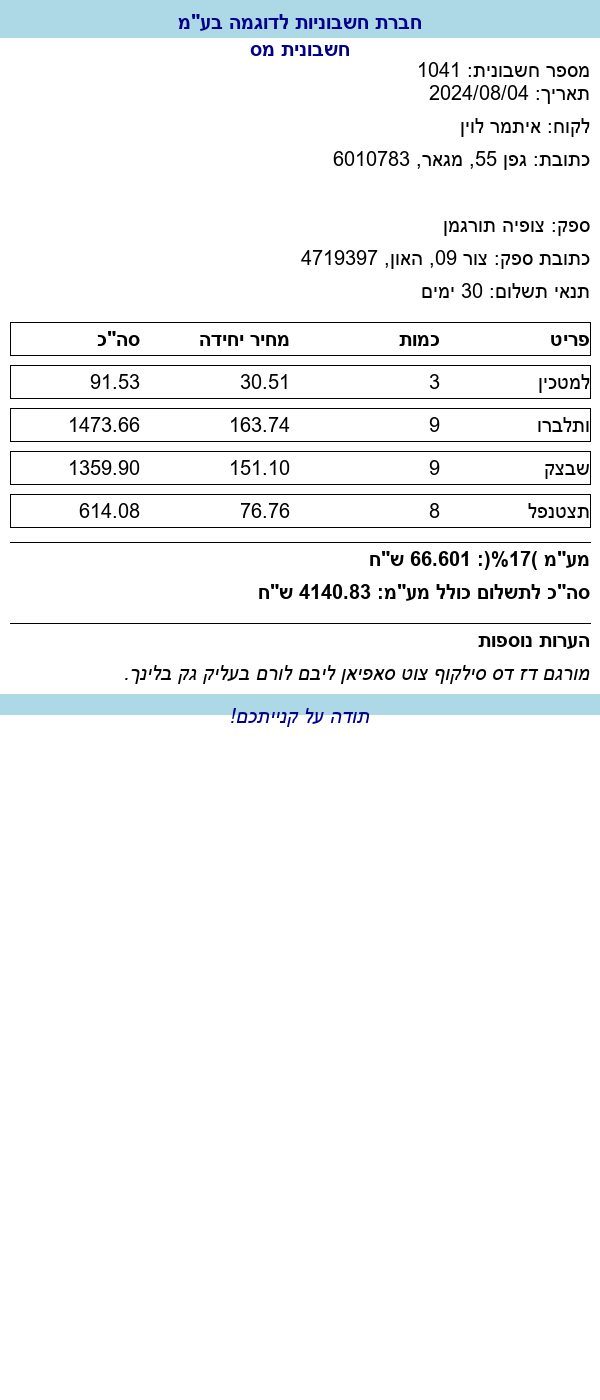 חברת חשבוניות לדוגמה בע"מ
חשבונית מס
מספר חשבונית: 1041
תאריך: 2024/08/04
לקוח: איתמר לוין
כתובת: גפן 55, מגאר, 6010783
ספק: צופיה תורגמן
כתובת ספק: צור 09, האון, 4719397
תנאי תשלום: 30 ימים
פריט כמות מחיר יחידה סה"כ
למטכין 3 30.51 91.53
ותלברו 9 163.74 1473.66
שבצק 9 151.10 1359.90
תצטנפל 8 76.76 614.08
מע"מ )17%(: 66.601 ש"ח
סה"כ לתשלום כולל מע"מ: 4140.83 ש"ח
הערות נוספות
מורגם דז דס סילקוף צוט סאפיאן ליבם לורם בעליק גק בלינך.
תודה על קנייתכם!